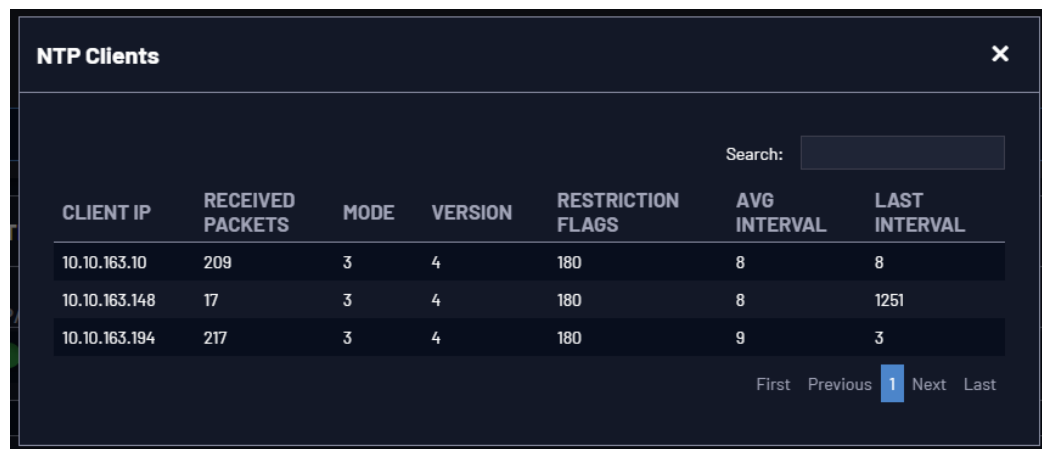 NTP Clients ×
Search:
CLIENT IP RECEIVED PACKETS MODE VERSION RESTRICTION FLAGS AVG INTERVAL LAST INTERVAL
10.10.163.10 209 3 4 180 8 8
10.10.163.148 17 3 4 180 8 1251
10.10.163.194 217 3 4 180 9 3
First Previous 1 Next Last